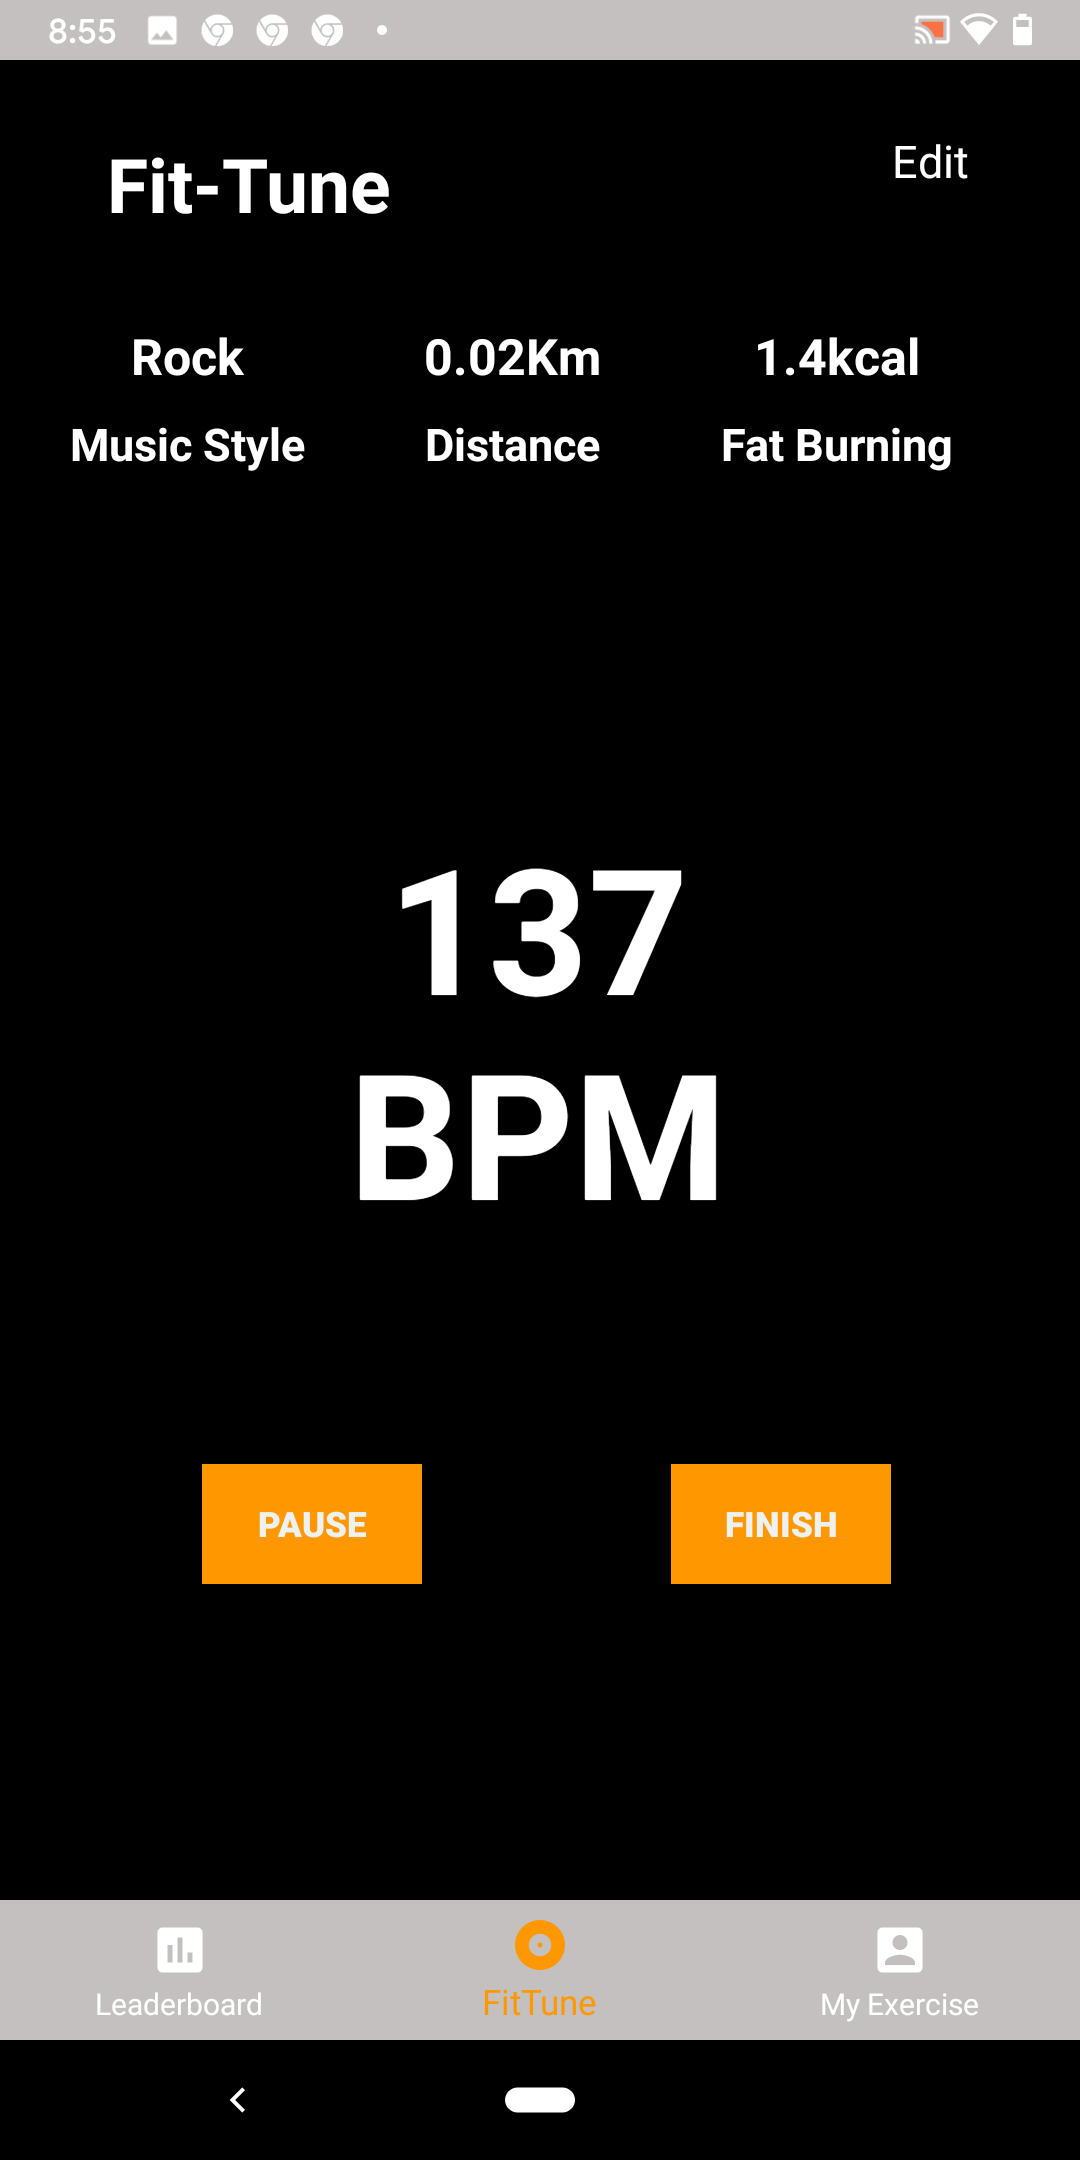 8:55
Fit-Tune
Edit
Rock 0.02Km 1.4kcal
Music Style Distance Fat Burning
137
BPM
PAUSE FINISH
Leaderboard FitTune My Exercise